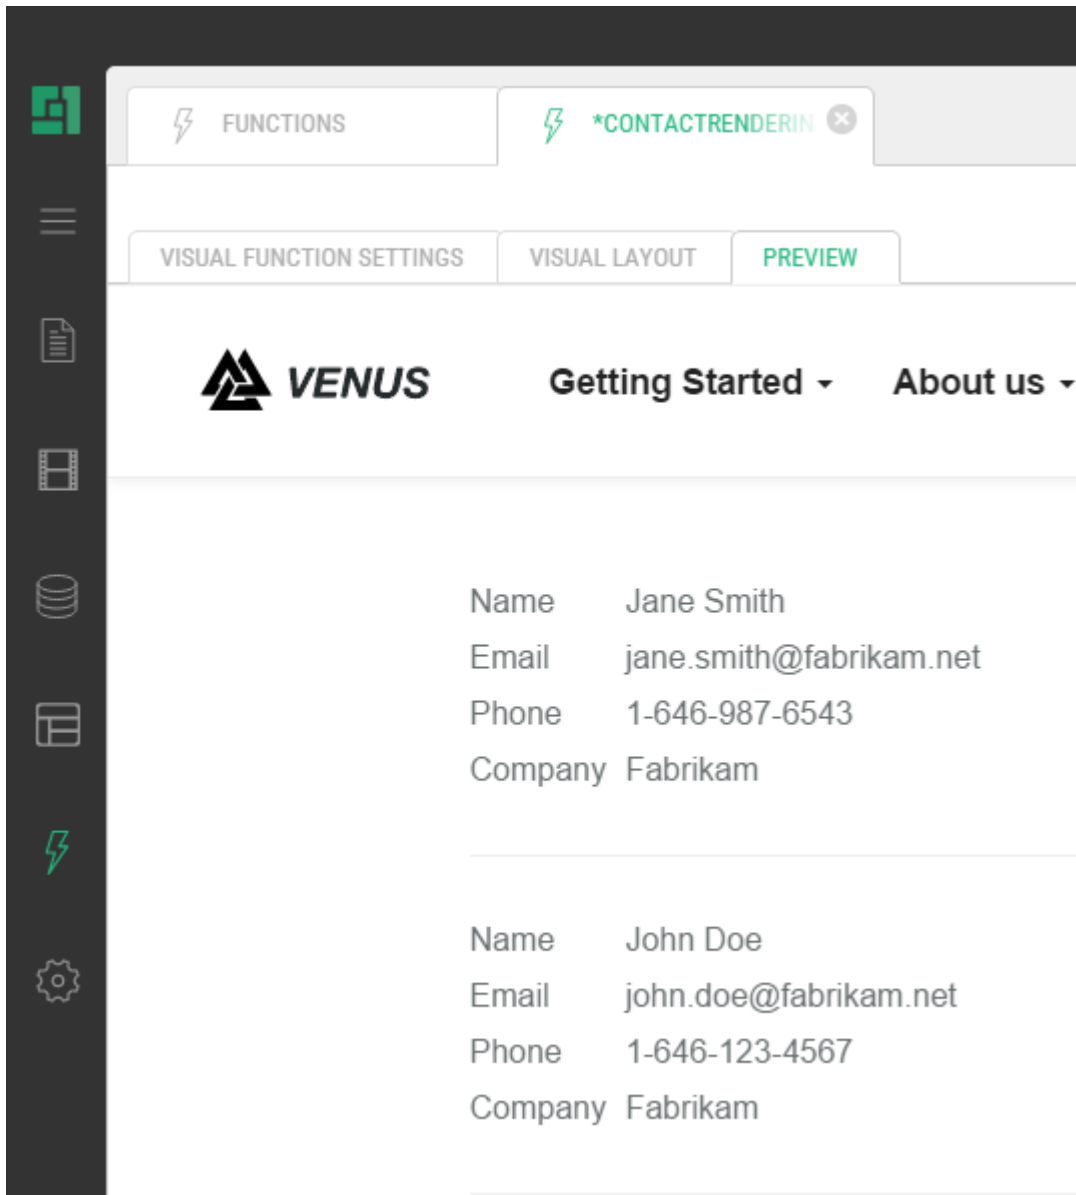 FUNCTIONS *CONTACTRENDERIN
VISUAL FUNCTION SETTINGS VISUAL LAYOUT PREVIEW
VENUS Getting Started About us
Name Jane Smith
Email jane.smith@fabrikam.net
Phone 1-646-987-6543
Company Fabrikam
Name John Doe
Email john.doe@fabrikam.net
Phone 1-646-123-4567
Company Fabrikam